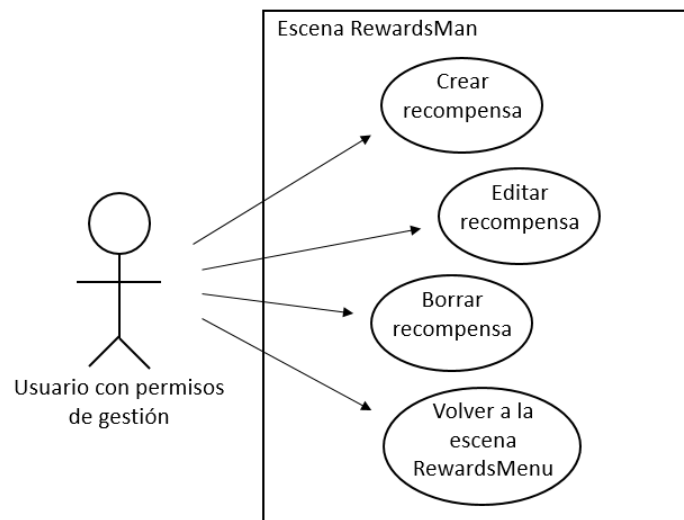 Escena RewardsMan
Crear
recompensa
Editar
recompensa
Borrar
recompensa
Volver a la
escena
RewardsMenu
Usuario con permisos
de gestión